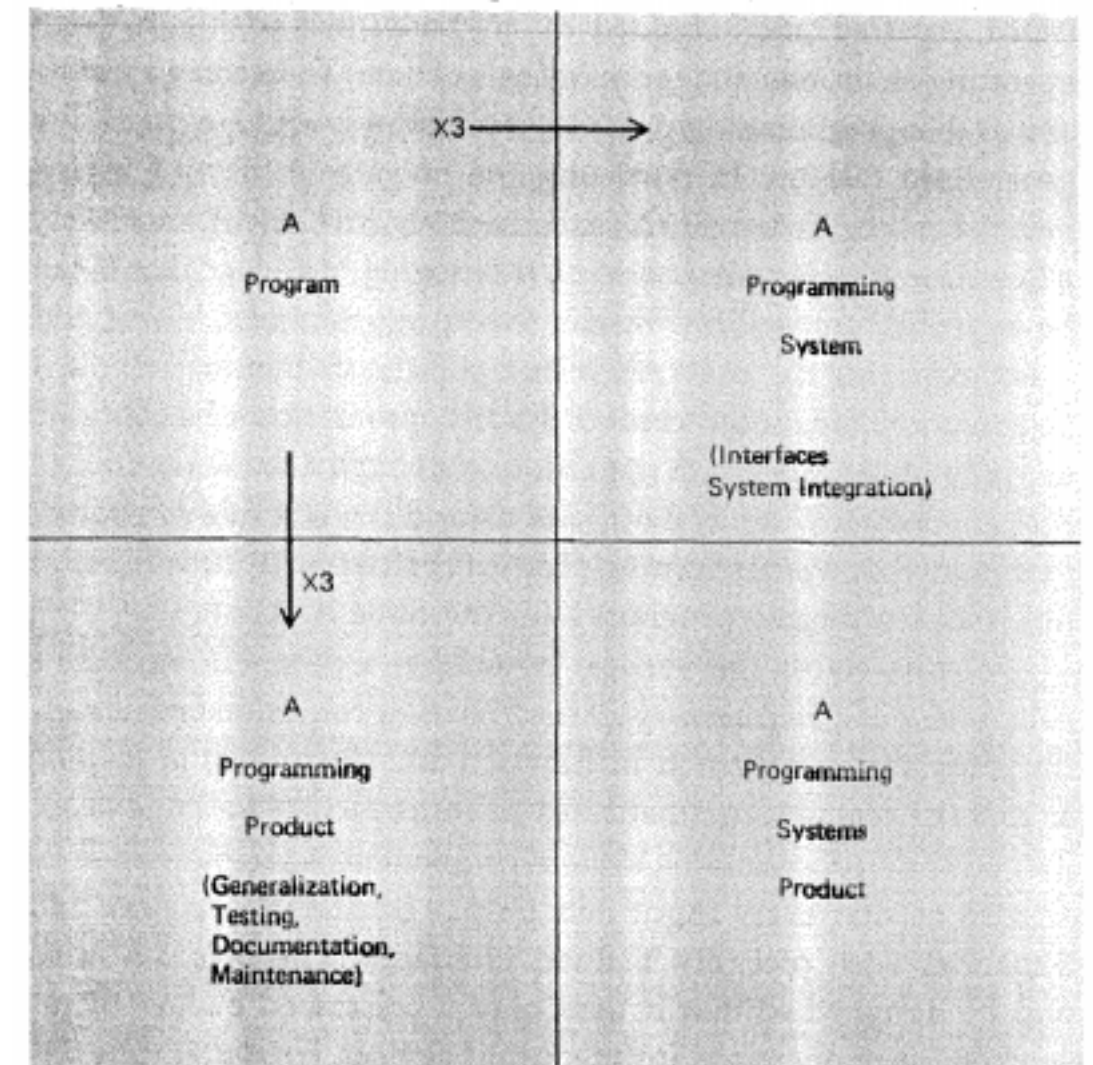 X3
A
Program
A
Programming
System
(Interfaces
System Integration)
X3
A
Programming
Product
(Generalization,
Testing,
Documentation,
Maintenance)
A
Programming
Systems
Product